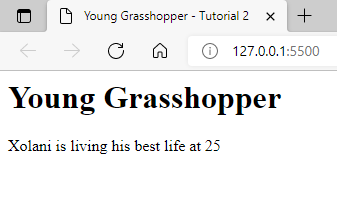 Young Grasshopper - Tutorial 2
127.0.0.1:5500
Young Grasshopper
Xolani is living his best life at 25